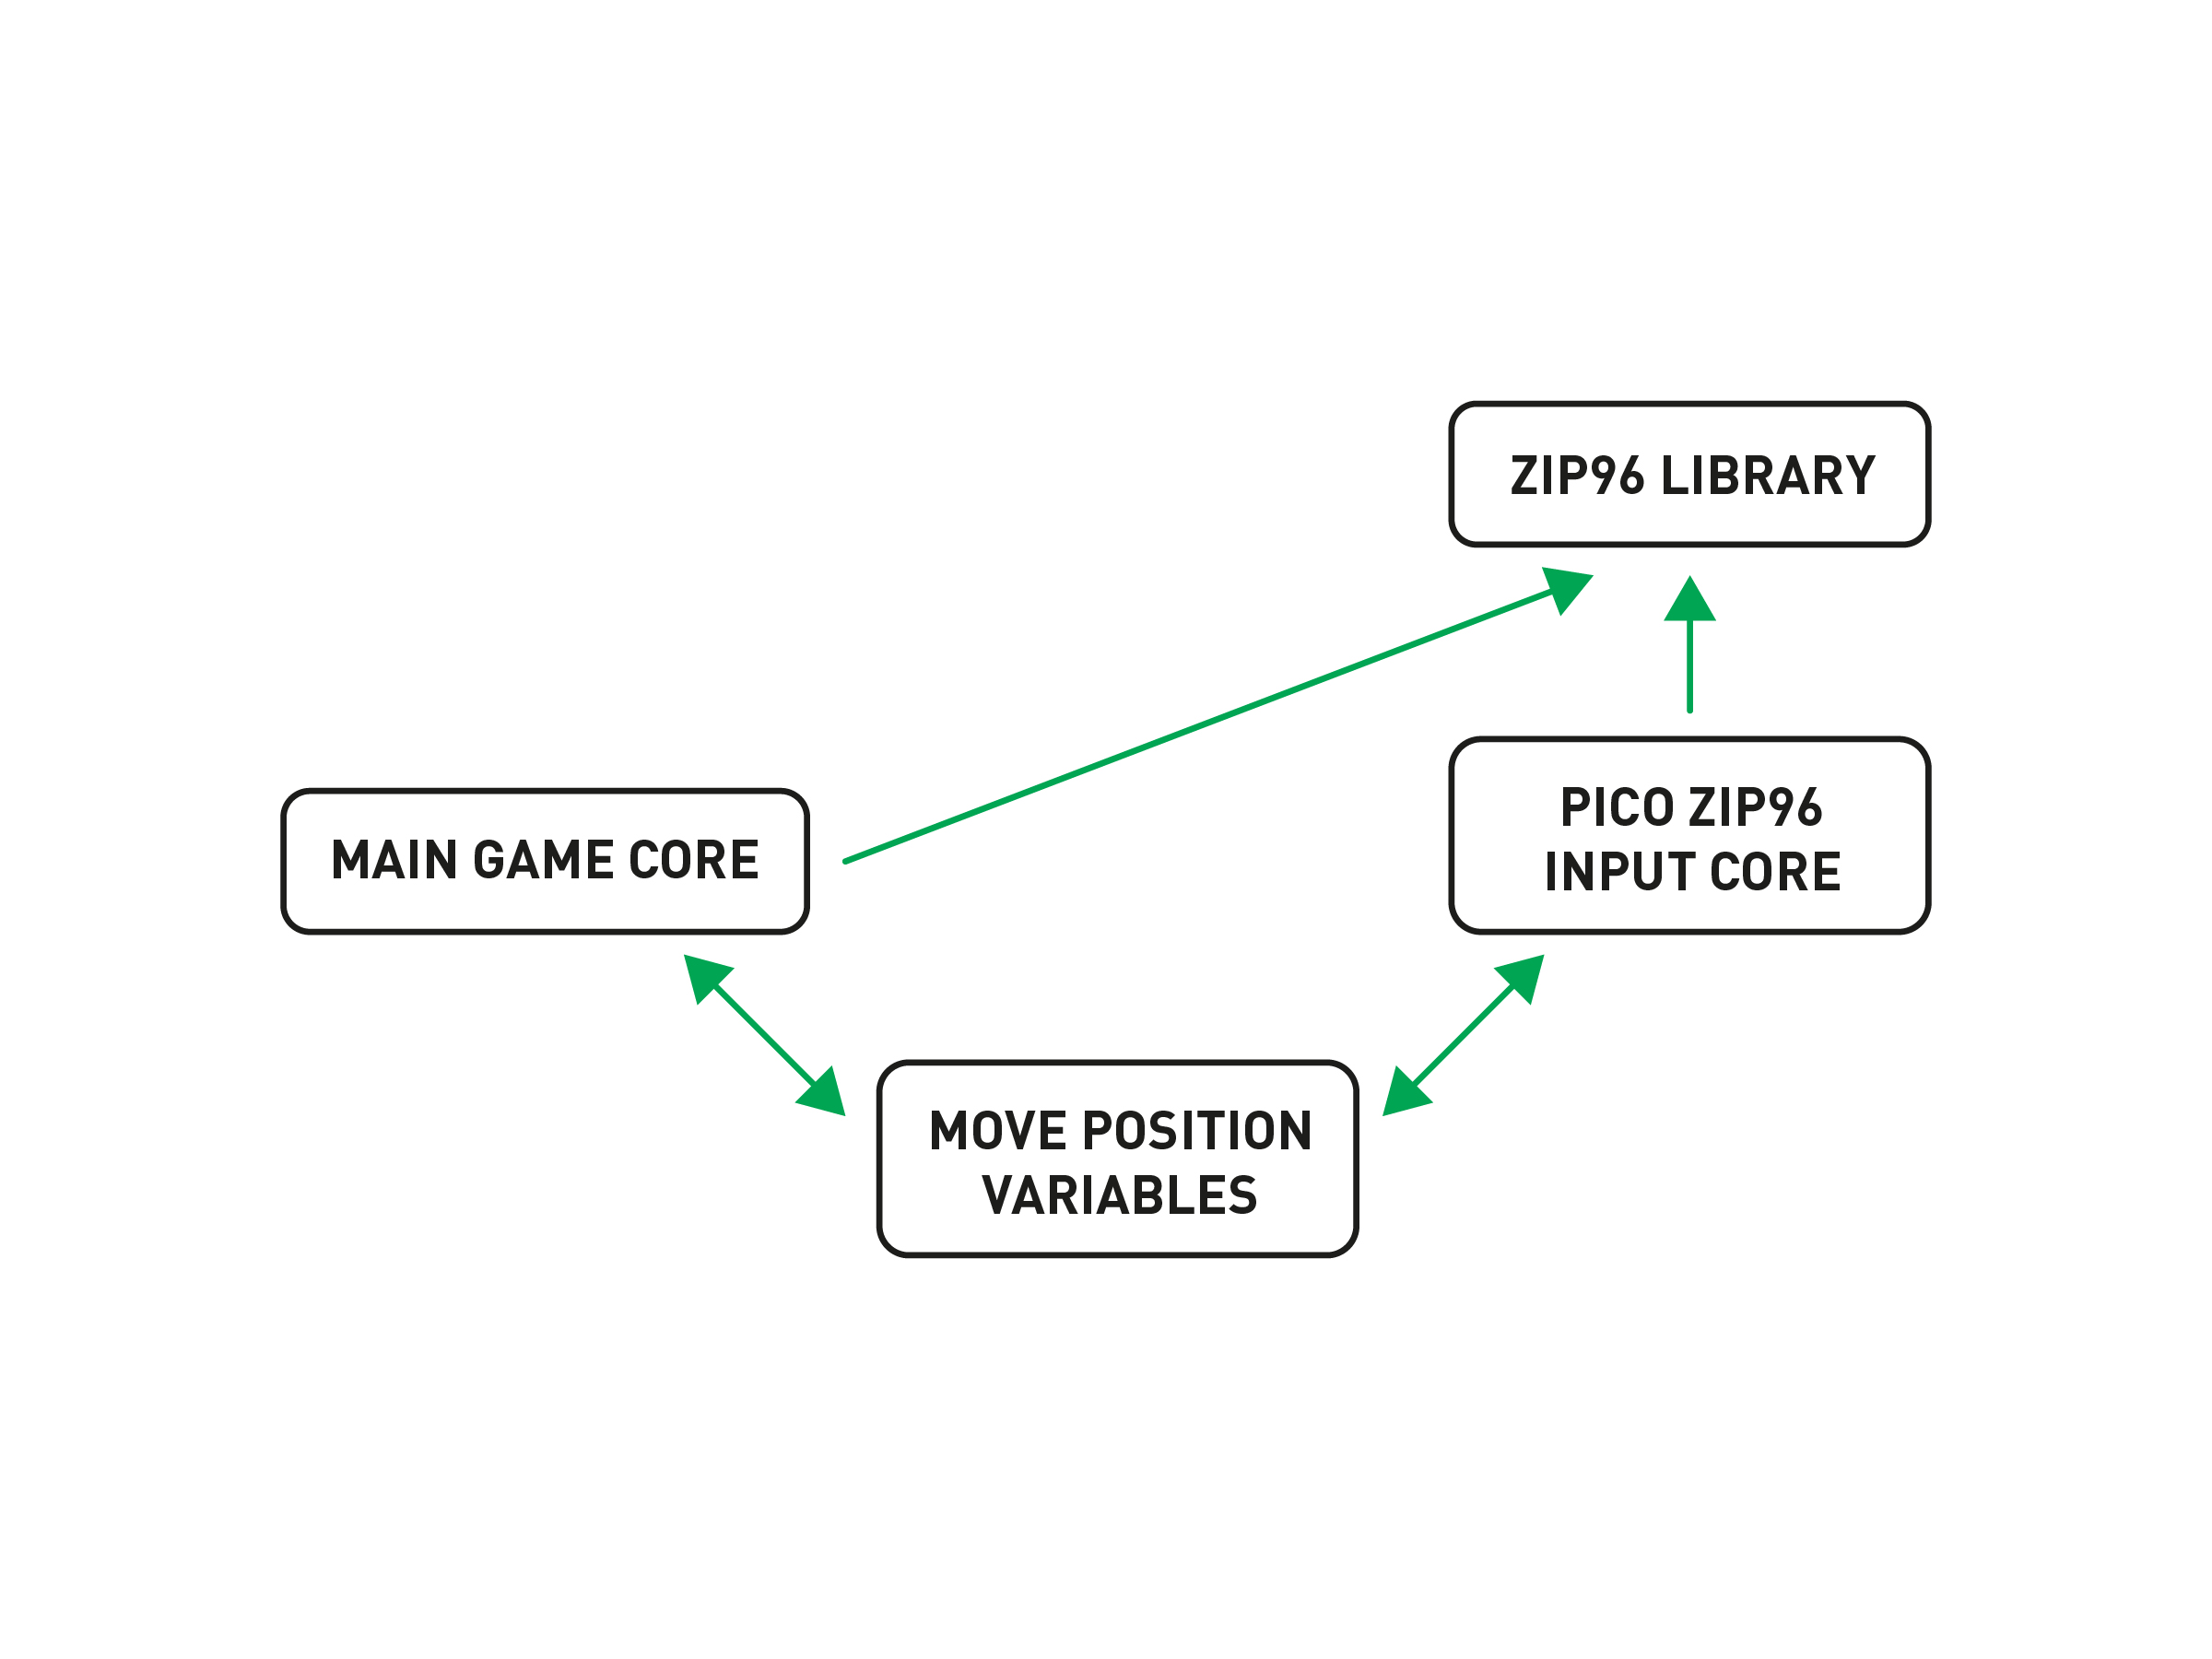 ZIP96 LIBRARY
MAIN GAME CORE
PICO ZIP96
INPUT CORE
MOVE POSITION
VARIABLES